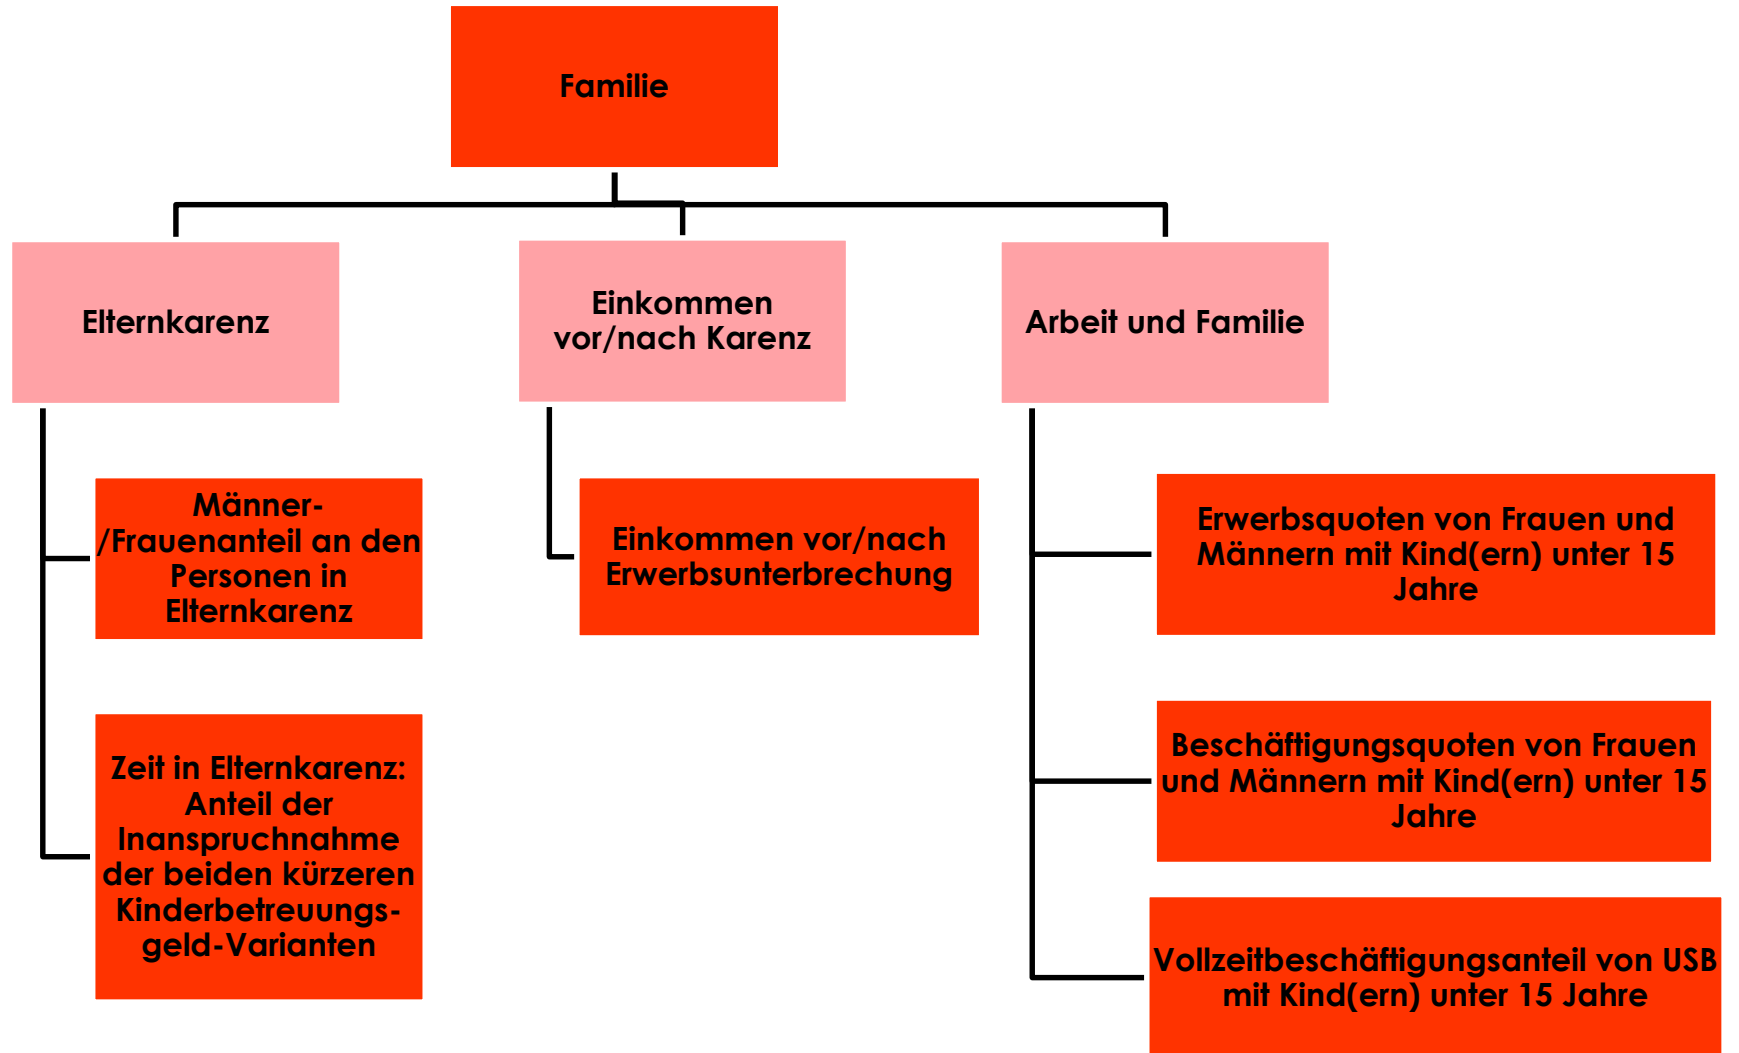 Familie
Elternkarenz
Einkommen
vor/nach Karenz
Arbeit und Familie
Männer-
/Frauenanteil an den
Personen in
Elternkarenz
Zeit in Elternkarenz:
Anteil der
Inanspruchnahme
der beiden kürzeren
Kinderbetreuungs-
geld-Varianten
Einkommen vor/nach
Erwerbsunterbrechung
Erwerbsquoten von Frauen und
Männern mit Kind(ern) unter 15
Jahre
Beschäftigungsquoten von Frauen
und Männern mit Kind(ern) unter 15
Jahre
Vollzeitbeschäftigungsanteil von USB
mit Kind(ern) unter 15 Jahre